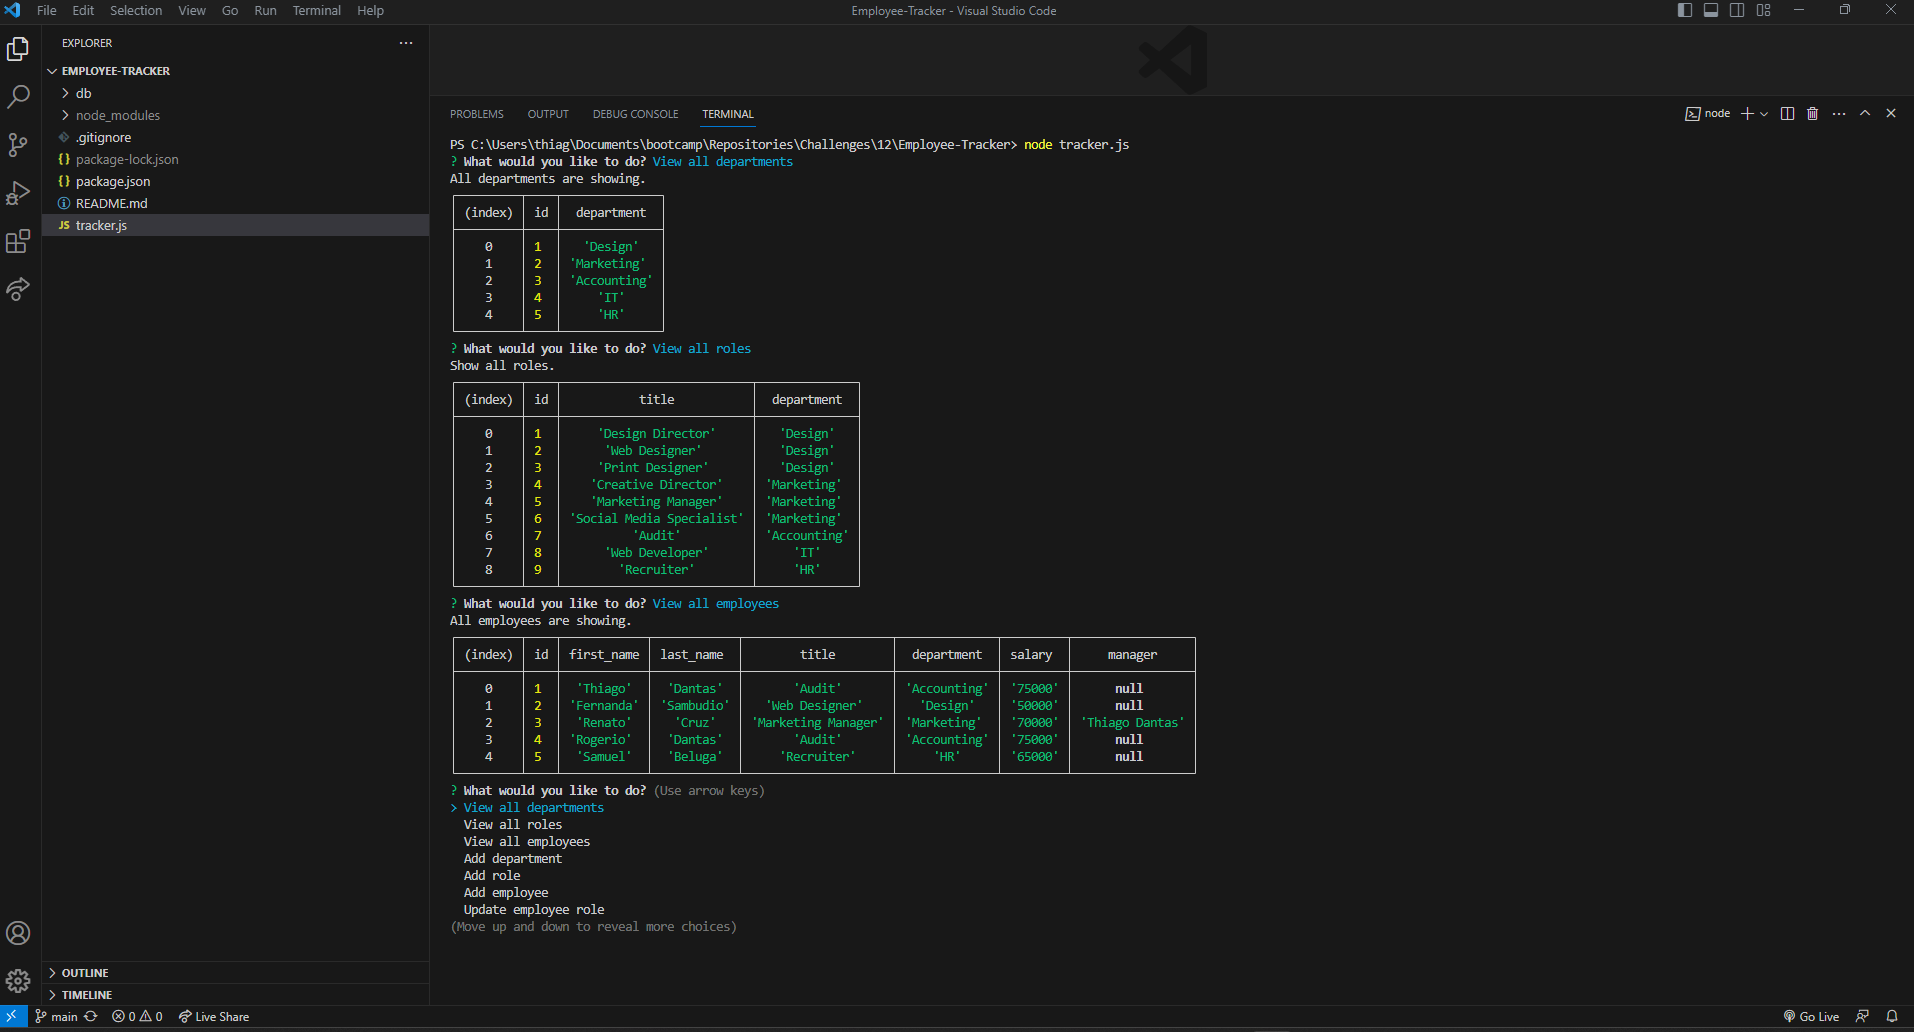 File Edit Selection View Go Run Terminal Help Employee-Tracker - Visual Studio Code
EXPLORER
EMPLOYEE-TRACKER
db
node_modules
.gitignore
package-lock.json
package.json
README.md
JS tracker.js
OUTLINE
TIMELINE
PROBLEMS OUTPUT DEBUG CONSOLE TERMINAL node
PS C:\Users\thiag\Documents\bootcamp\Repositories\Challenges\12\Employee-Tracker> node tracker.js
? What would you like to do? View all departments
All departments are showing.
(index) id department
0 1 'Design'
1 2 'Marketing'
2 3 'Accounting'
3 4 'IT'
4 5 'HR'
? What would you like to do? View all roles
Show all roles.
(index) id title department
0 1 'Design Director' 'Design'
1 2 'Web Designer' 'Design'
2 3 'Print Designer' 'Design'
3 4 'Creative Director' 'Marketing'
4 5 'Marketing Manager' 'Marketing'
5 6 'Social Media Specialist' 'Marketing'
6 7 'Audit' 'Accounting'
7 8 'Web Developer' 'IT'
8 9 'Recruiter' 'HR'
? What would you like to do? View all employees
All employees are showing.
(index) id first_name last_name title department salary manager
0 1 'Thiago' 'Dantas' 'Audit' 'Accounting' '75000' null
1 2 'Fernanda' 'Sambudio' 'Web Designer' 'Design' '50000' null
2 3 'Renato' 'Cruz' 'Marketing Manager' 'Marketing' '70000' 'Thiago Dantas'
3 4 'Rogerio' 'Dantas' 'Audit' 'Accounting' '75000' null
4 5 'Samuel' 'Beluga' 'Recruiter' 'HR' '65000' null
? What would you like to do? (Use arrow keys)
> View all departments
View all roles
View all employees
Add department
Add role
Add employee
Update employee role
(Move up and down to reveal more choices)
main 0 0 Live Share Go Live